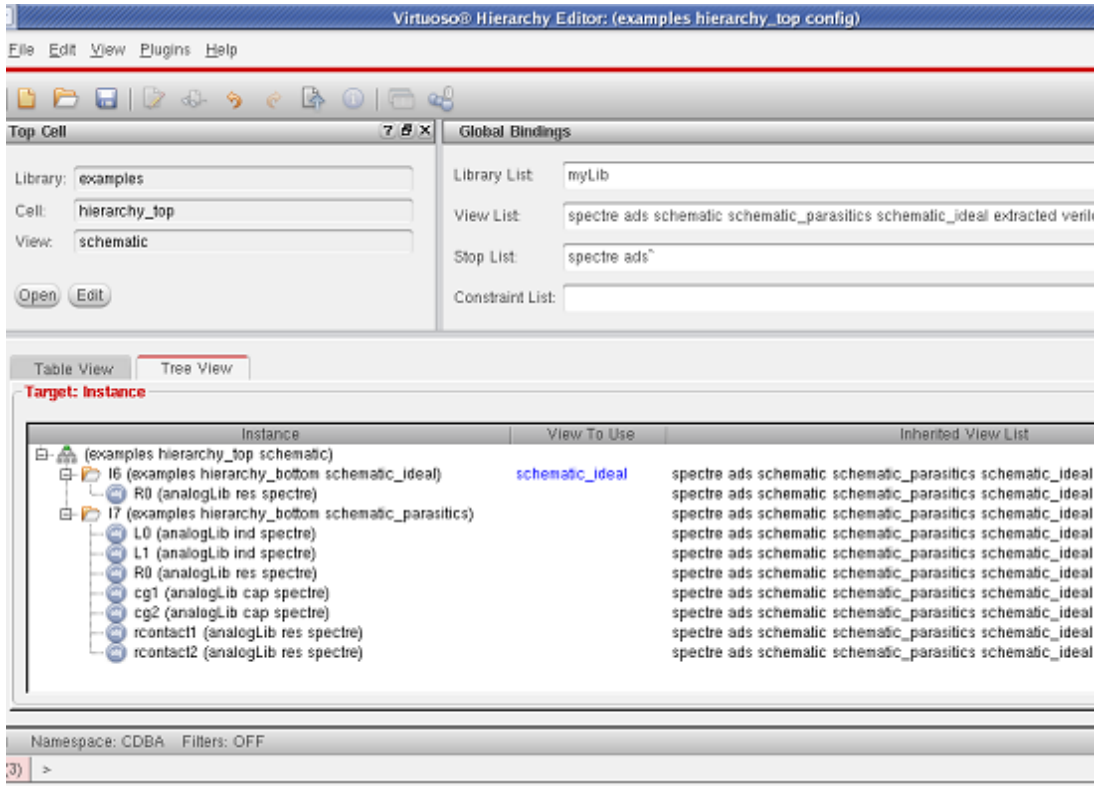 Virtuoso® Hierarchy Editor: (examples hierarchy_top config)
File Edit View Plugins Help
Top Cell
Global Bindings
Library: examples
Library List: myLib
Cell: hierarchy_top
View List: spectre ads schematic schematic_parasitics schematic_ideal extracted veril
View: schematic
Stop List: spectre ads~
Open Edit
Constraint List:
Table View Tree View
Target: Instance
Instance View To Use Inherited View List
(examples hierarchy_top schematic)
I6 (examples hierarchy_bottom schematic_ideal) schematic_ideal spectre ads schematic schematic_parasitics schematic_ideal
R0 (analogLib res spectre) spectre ads schematic schematic_parasitics schematic_ideal
I7 (examples hierarchy_bottom schematic_parasitics) spectre ads schematic schematic_parasitics schematic_ideal
L0 (analogLib ind spectre) spectre ads schematic schematic_parasitics schematic_ideal
L1 (analogLib ind spectre) spectre ads schematic schematic_parasitics schematic_ideal
R0 (analogLib res spectre) spectre ads schematic schematic_parasitics schematic_ideal
cg1 (analogLib cap spectre) spectre ads schematic schematic_parasitics schematic_ideal
cg2 (analogLib cap spectre) spectre ads schematic schematic_parasitics schematic_ideal
rcontact1 (analogLib res spectre) spectre ads schematic schematic_parasitics schematic_ideal
rcontact2 (analogLib res spectre) spectre ads schematic schematic_parasitics schematic_ideal
Namespace: CDBA Filters: OFF
(3) >